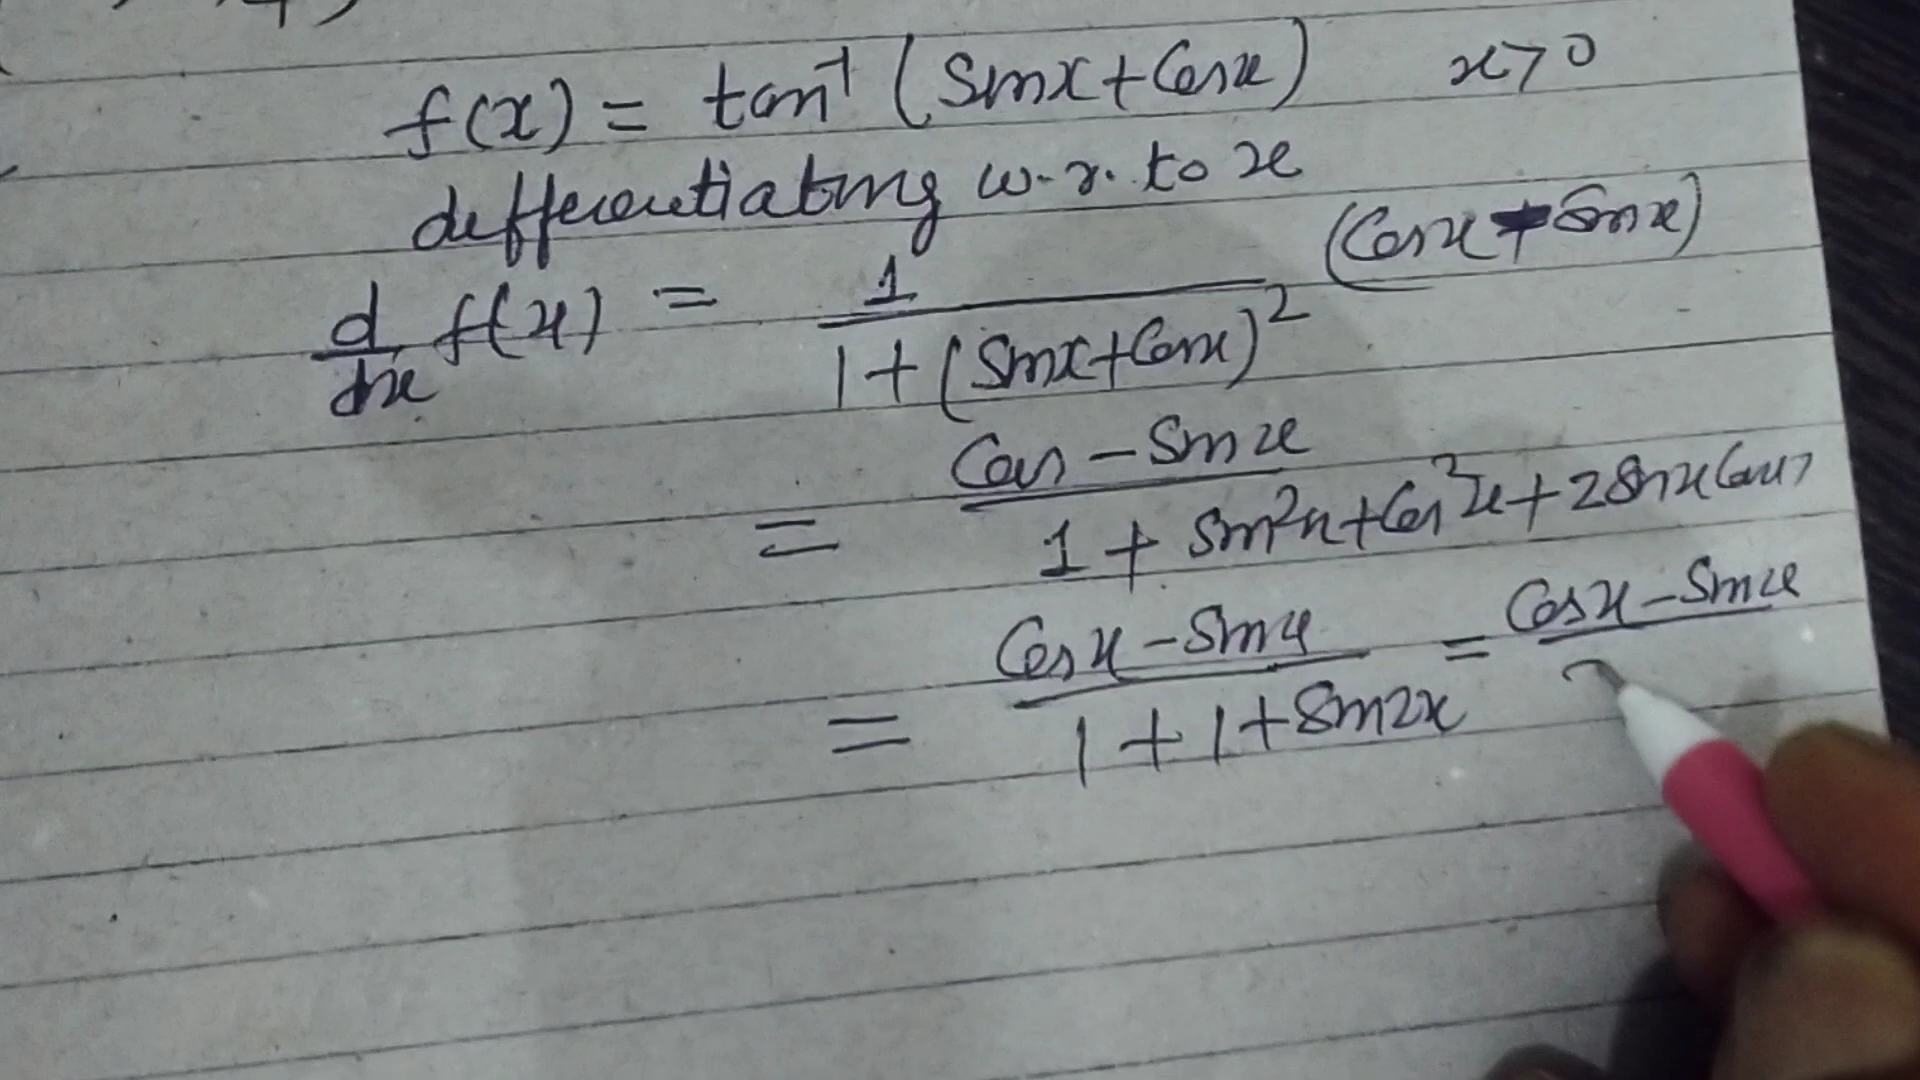 f(x) = tan⁻¹ (Sinx + Cosx)  x > 0
defferentiating w.r. to x
d/dx f(x) = 1/(1 + (Sinx + Cosx)²) (Cosx - Sinx)
= (Cos - Sinx)/(1 + Sin²x + Cos²x + 2SinxCosx)
= (Cosx - Sinx)/(1 + 1 + Sin2x) = Cosx - Sinx